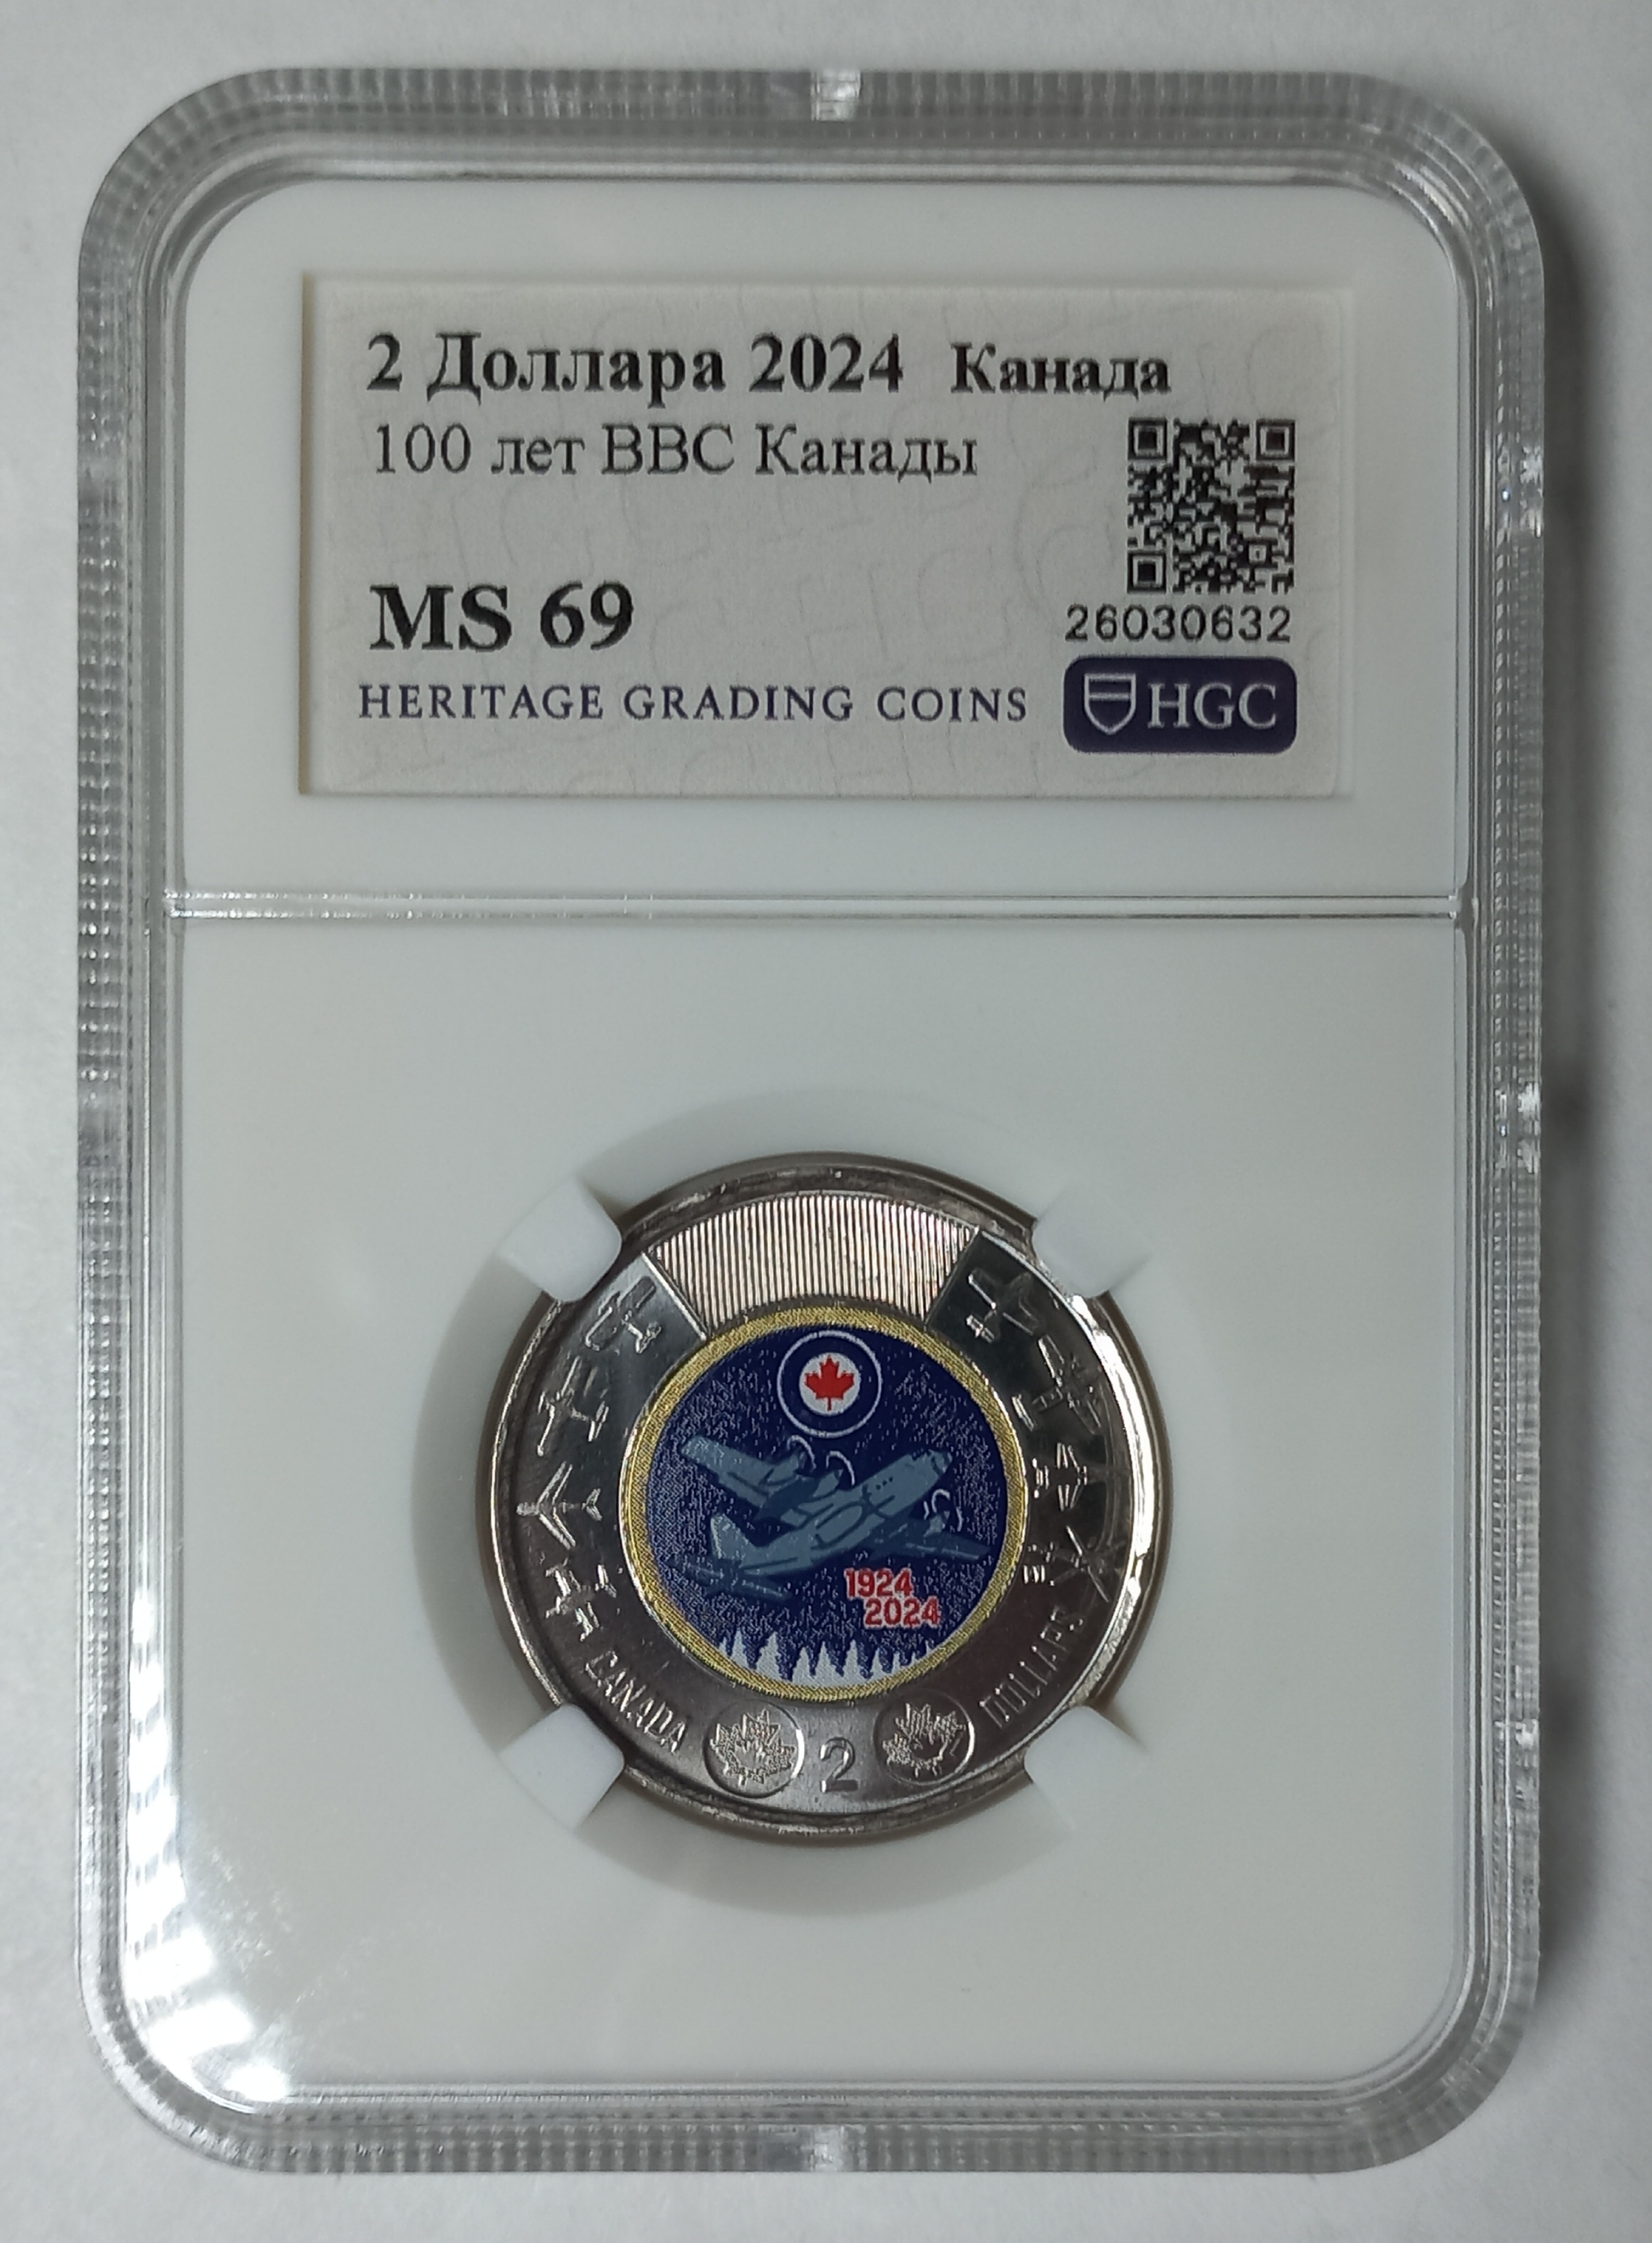 2 Доллара 2024 Канада
100 лет ВВС Канады
MS 69
26030632
HERITAGE GRADING COINS
HGC
1924
2024
CANADA
2
DOLLARS